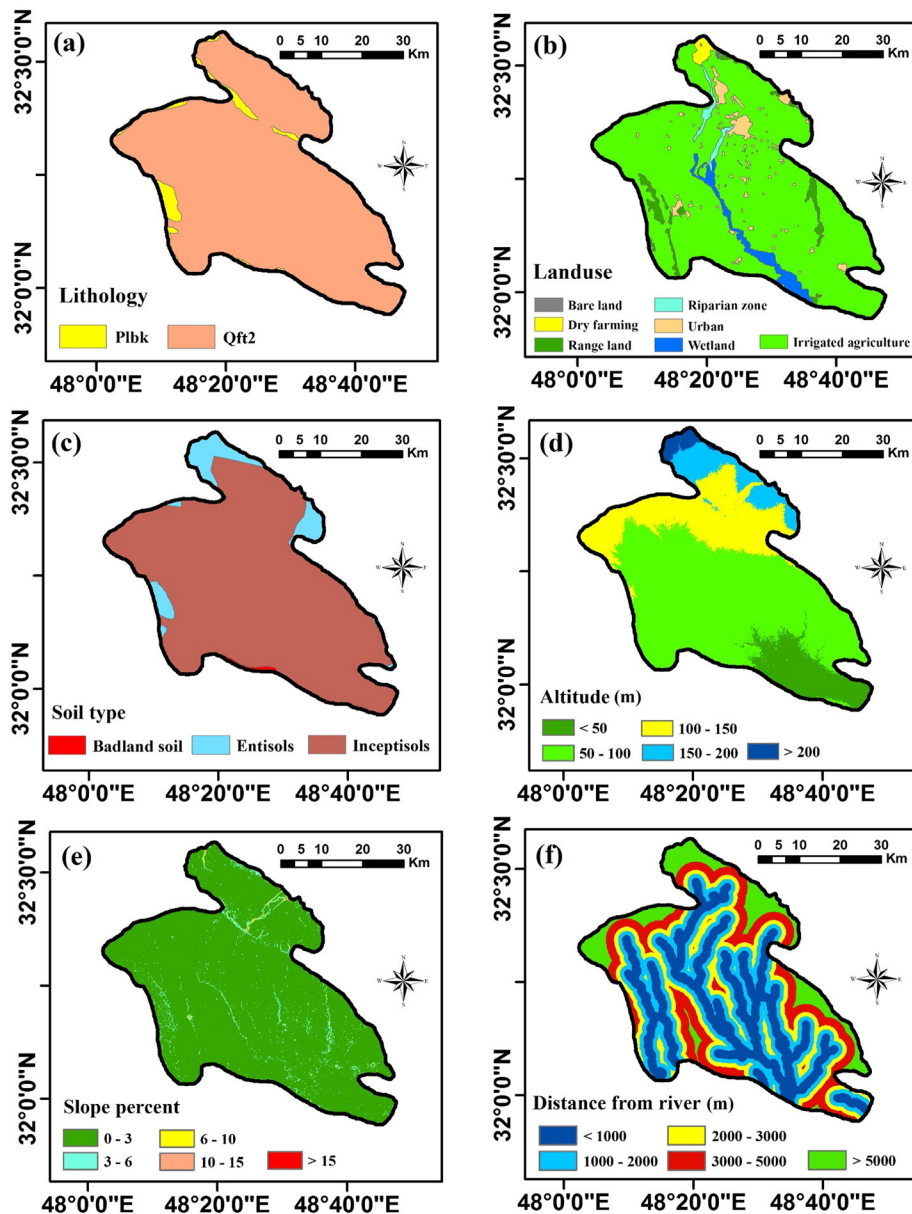 (a)
0 5 10 20 30
Km
32°30'0"N
32°0'0"N
N
W E
S
Lithology
Plbk Qft2
48°0'0"E 48°20'0"E 48°40'0"E
(b)
0 5 10 20 30
Km
32°30'0"N
32°0'0"N
N
W E
S
Landuse
Bare land Riparian zone
Dry farming Urban
Range land Wetland Irrigated agriculture
48°0'0"E 48°20'0"E 48°40'0"E
(c)
0 5 10 20 30
Km
32°30'0"N
32°0'0"N
N
W E
S
Soil type
Badland soil Entisols Inceptisols
48°0'0"E 48°20'0"E 48°40'0"E
(d)
0 5 10 20 30
Km
32°30'0"N
32°0'0"N
N
W E
S
Altitude (m)
< 50 100 - 150
50 - 100 150 - 200 > 200
48°0'0"E 48°20'0"E 48°40'0"E
(e)
0 5 10 20 30
Km
32°30'0"N
32°0'0"N
N
W E
S
Slope percent
0 - 3 6 - 10
3 - 6 10 - 15 > 15
48°0'0"E 48°20'0"E 48°40'0"E
(f)
0 5 10 20 30
Km
32°30'0"N
32°0'0"N
N
W E
S
Distance from river (m)
< 1000 2000 - 3000
1000 - 2000 3000 - 5000 > 5000
48°0'0"E 48°20'0"E 48°40'0"E